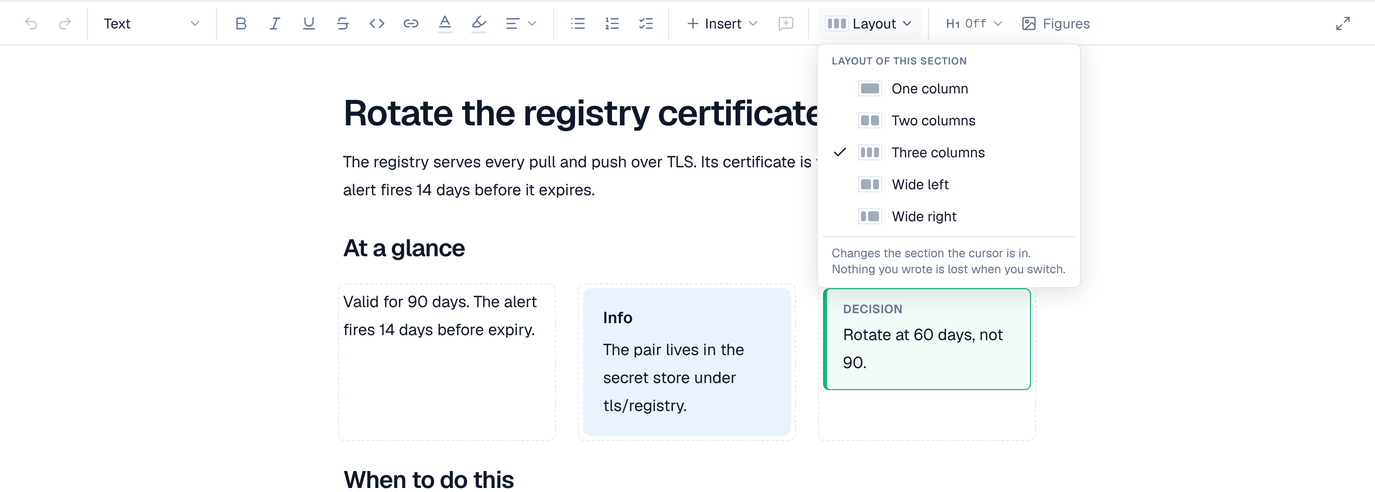 Text
Insert
Layout
H1 Off
Figures
LAYOUT OF THIS SECTION
One column
Two columns
Three columns
Wide left
Wide right
Changes the section the cursor is in.
Nothing you wrote is lost when you switch.
Rotate the registry certificate
The registry serves every pull and push over TLS. Its certificate is
alert fires 14 days before it expires.
At a glance
Valid for 90 days. The alert
fires 14 days before expiry.
Info
The pair lives in the
secret store under
tls/registry.
DECISION
Rotate at 60 days, not
90.
When to do this